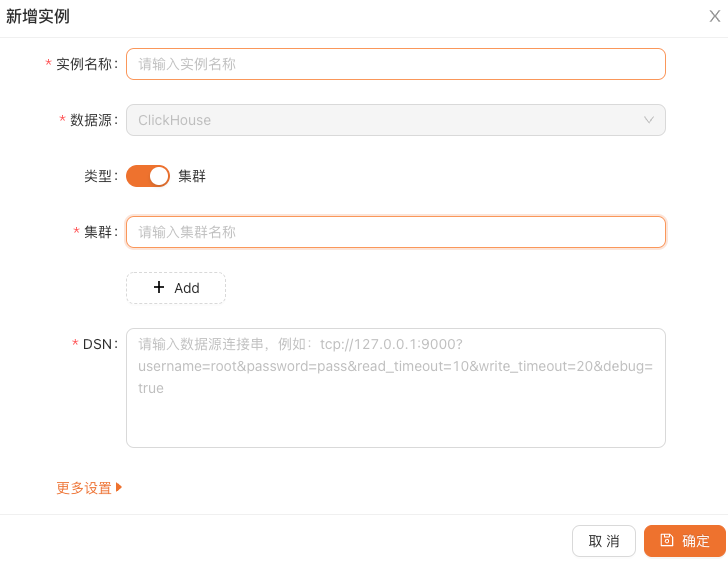 新增实例
* 实例名称：
请输入实例名称
* 数据源：
ClickHouse
类型：
集群
* 集群：
请输入集群名称
+ Add
* DSN：
请输入数据源连接串，例如：tcp://127.0.0.1:9000?
username=root&password=pass&read_timeout=10&write_timeout=20&debug=
true
更多设置
取 消
确定